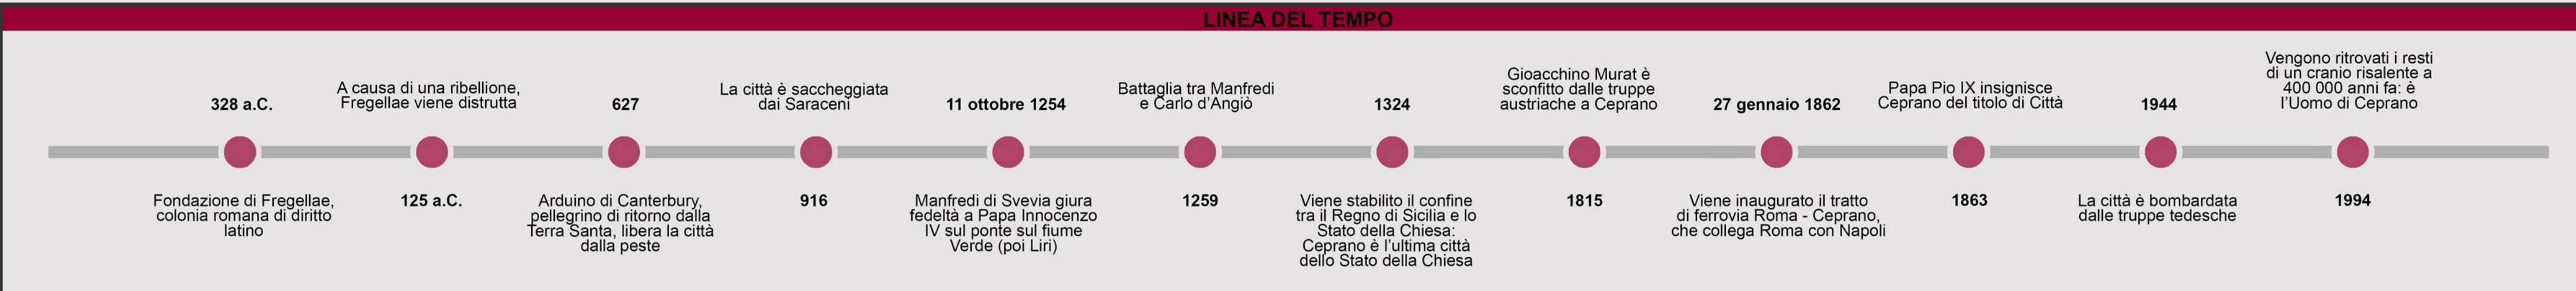 LINEA DEL TEMPO
328 a.C.
Fondazione di Fregellae,
colonia romana di diritto
latino
A causa di una ribellione,
Fregellae viene distrutta
125 a.C.
627
Arduino di Canterbury,
pellegrino di ritorno dalla
Terra Santa, libera la città
dalla peste
La città è saccheggiata
dai Saraceni
916
11 ottobre 1254
Manfredi di Svevia giura
fedeltà a Papa Innocenzo
IV sul ponte sul fiume
Verde (poi Liri)
Battaglia tra Manfredi
e Carlo d'Angiò
1259
1324
Viene stabilito il confine
tra il Regno di Sicilia e lo
Stato della Chiesa:
Ceprano è l'ultima città
dello Stato della Chiesa
Gioacchino Murat è
sconfitto dalle truppe
austriache a Ceprano
1815
27 gennaio 1862
Viene inaugurato il tratto
di ferrovia Roma - Ceprano,
che collega Roma con Napoli
Papa Pio IX insignisce
Ceprano del titolo di Città
1863
1944
La città è bombardata
dalle truppe tedesche
Vengono ritrovati i resti
di un cranio risalente a
400 000 anni fa: è
l'Uomo di Ceprano
1994